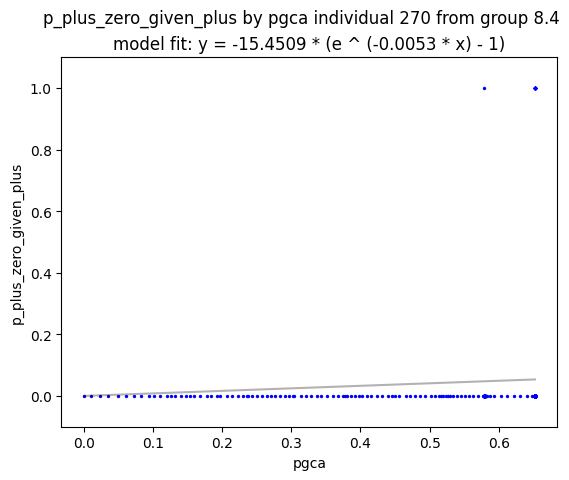 p_plus_zero_given_plus by pgca individual 270 from group 8.4
model fit: y = -15.4509 * (e ^ (-0.0053 * x) - 1)
1.0
0.8
0.6
0.4
0.2
0.0
p_plus_zero_given_plus
0.0 0.1 0.2 0.3 0.4 0.5 0.6
pgca